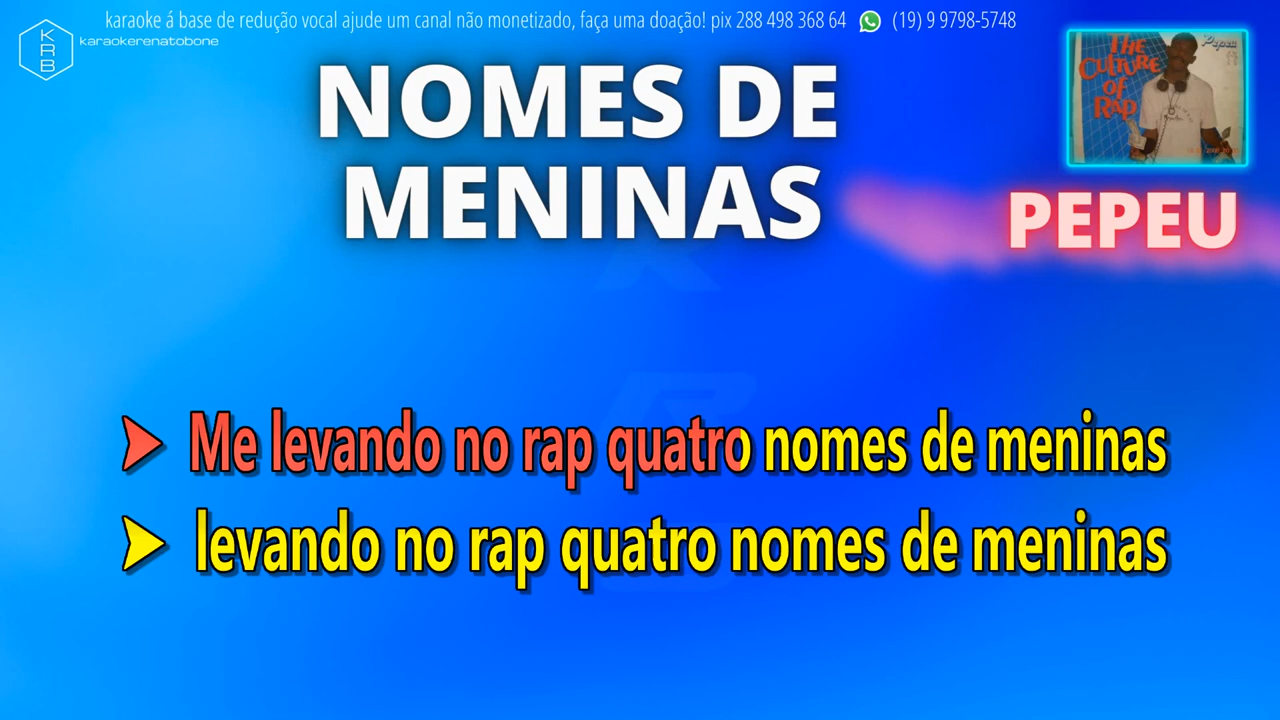 karaoke á base de redução vocal ajude um canal não monetizado, faça uma doação! pix 288 498 368 64 (19) 9 9798-5748
KRB
karaokerenatobone
NOMES DE
MENINAS
THE
CULTURE
OF
RAP
Pepeu
PEPEU
Me levando no rap quatro nomes de meninas
levando no rap quatro nomes de meninas